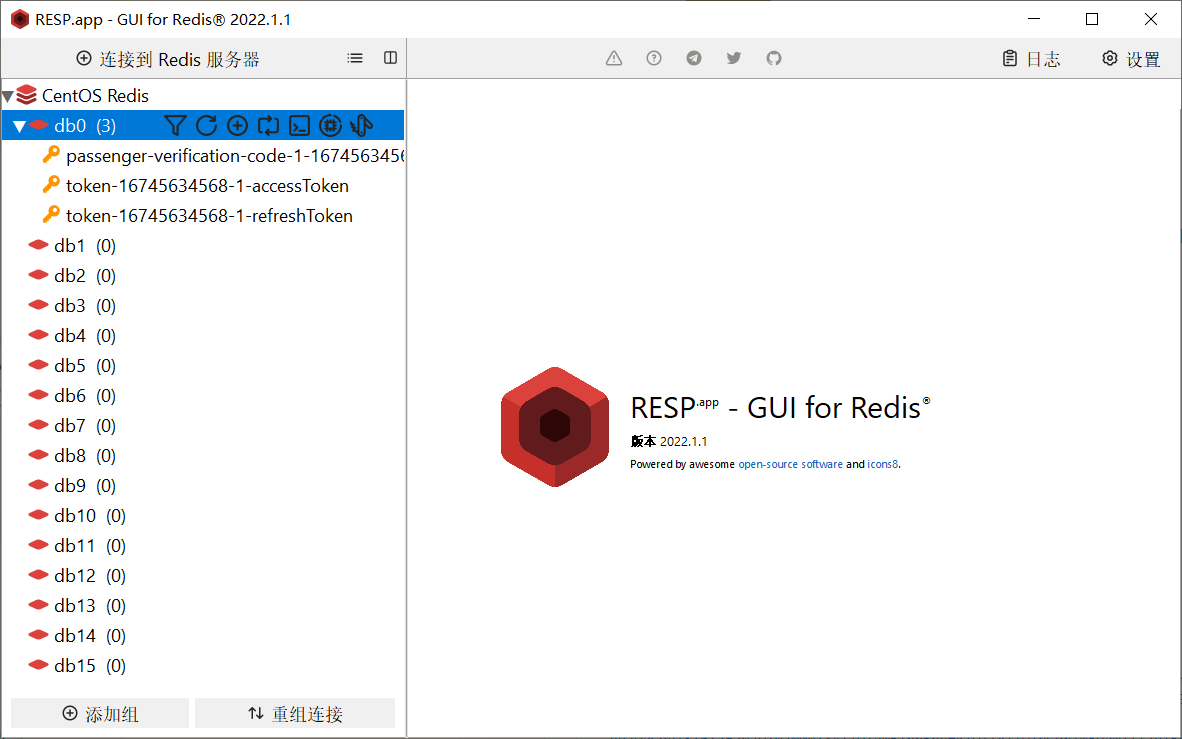 RESP.app - GUI for Redis® 2022.1.1
连接到 Redis 服务器
日志
设置
CentOS Redis
db0 (3)
passenger-verification-code-1-1674563456
token-16745634568-1-accessToken
token-16745634568-1-refreshToken
db1 (0)
db2 (0)
db3 (0)
db4 (0)
db5 (0)
db6 (0)
db7 (0)
db8 (0)
db9 (0)
db10 (0)
db11 (0)
db12 (0)
db13 (0)
db14 (0)
db15 (0)
RESP.app - GUI for Redis®
版本 2022.1.1
Powered by awesome open-source software and icons8.
添加组
重组连接